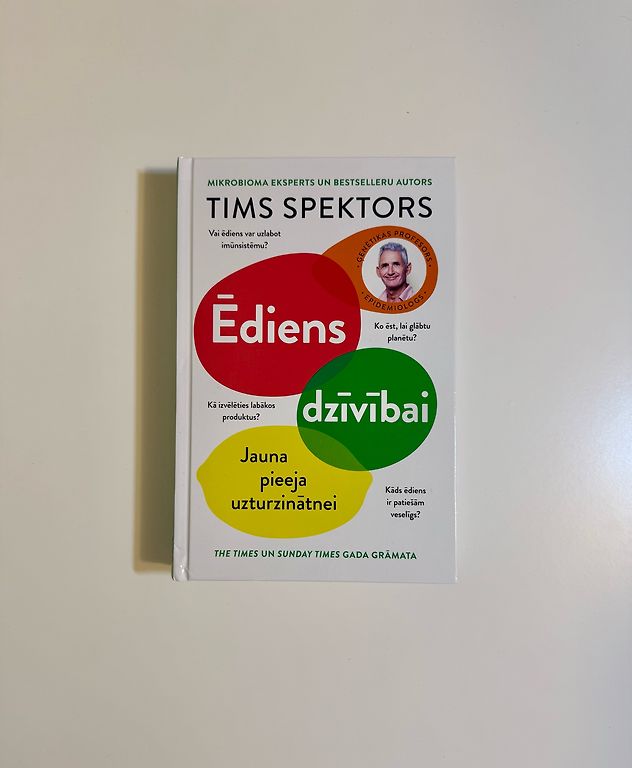 MIKROBIOMA EKSPERTS UN BESTSELLERU AUTORS
TIMS SPEKTORS
Vai ēdiens var uzlabot
imūnsistēmu?
· ĢENĒTIKAS PROFESORS ·
EPIDEMIOLOGS
Ēdiens
Ko ēst, lai glābtu
planētu?
dzīvībai
Kā izvēlēties labākos
produktus?
Jauna
pieeja
uzturzinātnei
Kāds ēdiens
ir patiešām
veselīgs?
THE TIMES UN SUNDAY TIMES GADA GRĀMATA